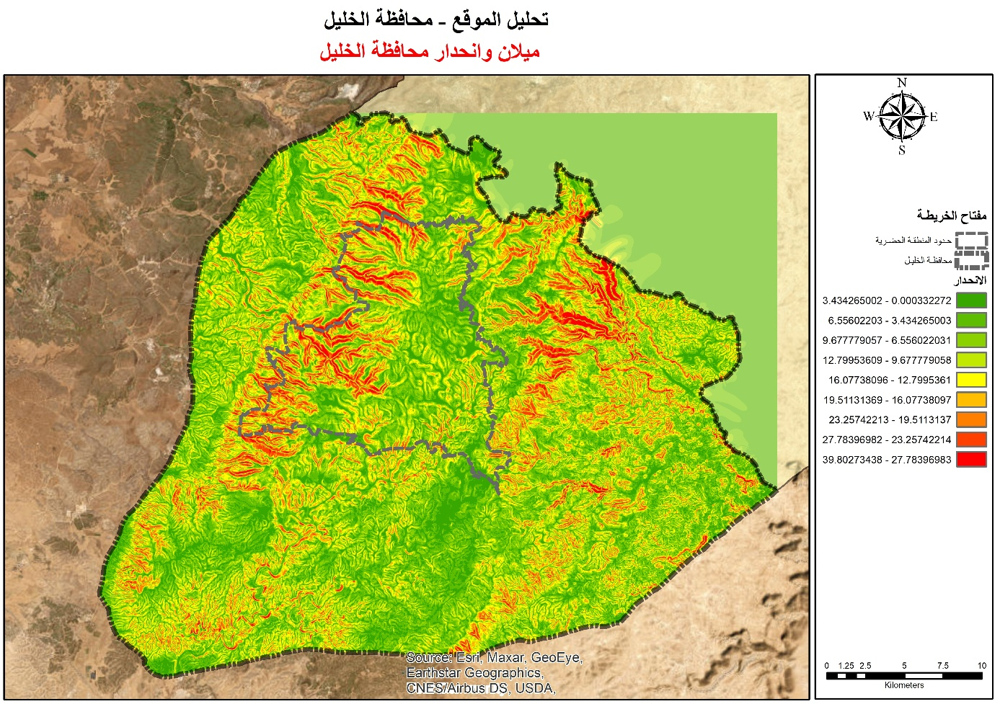 تحليل الموقع - محافظة الخليل
ميلان وانحدار محافظة الخليل
N
W E
S
مفتاح الخريطة
حدود المنطقة الحضرية
محافظة الخليل
الانحدار
3.434265002 - 0.000332272
6.55602203 - 3.434265003
9.677779057 - 6.556022031
12.79953609 - 9.677779058
16.07738096 - 12.7995361
19.51131369 - 16.07738097
23.25742213 - 19.5113137
27.78396982 - 23.25742214
39.80273438 - 27.78396983
0 1.25 2.5 5 7.5 10
Kilometers
Source: Esri, Maxar, GeoEye,
Earthstar Geographics,
CNES/Airbus DS, USDA,